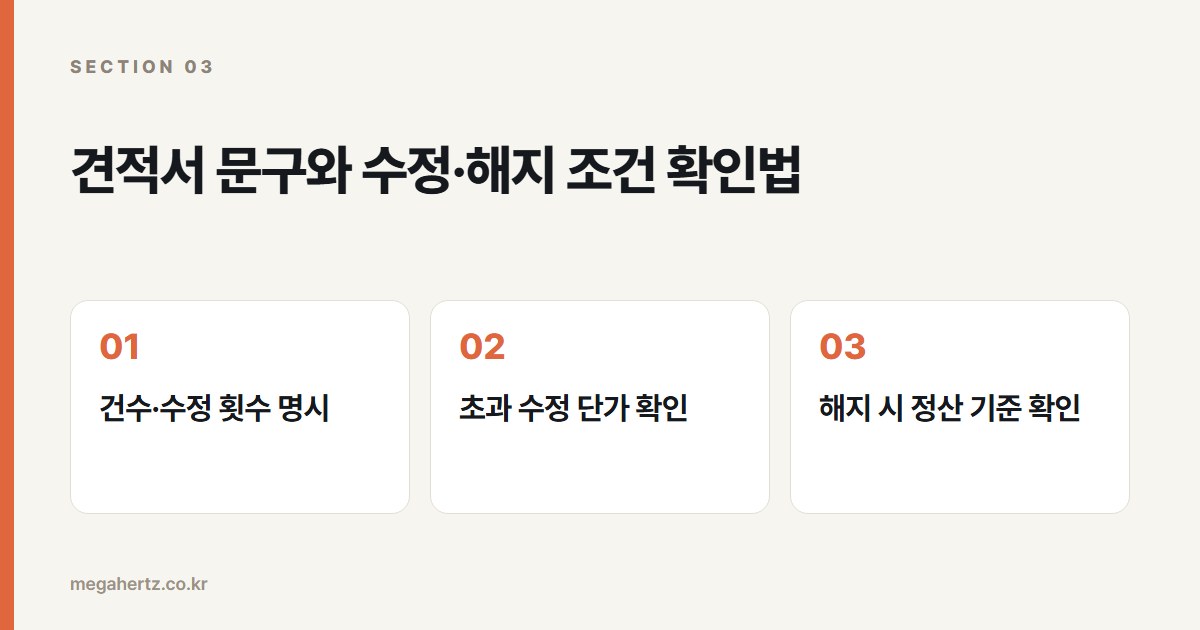 SECTION 03
견적서 문구와 수정·해지 조건 확인법
01
건수·수정 횟수 명시
02
초과 수정 단가 확인
03
해지 시 정산 기준 확인
megahertz.co.kr